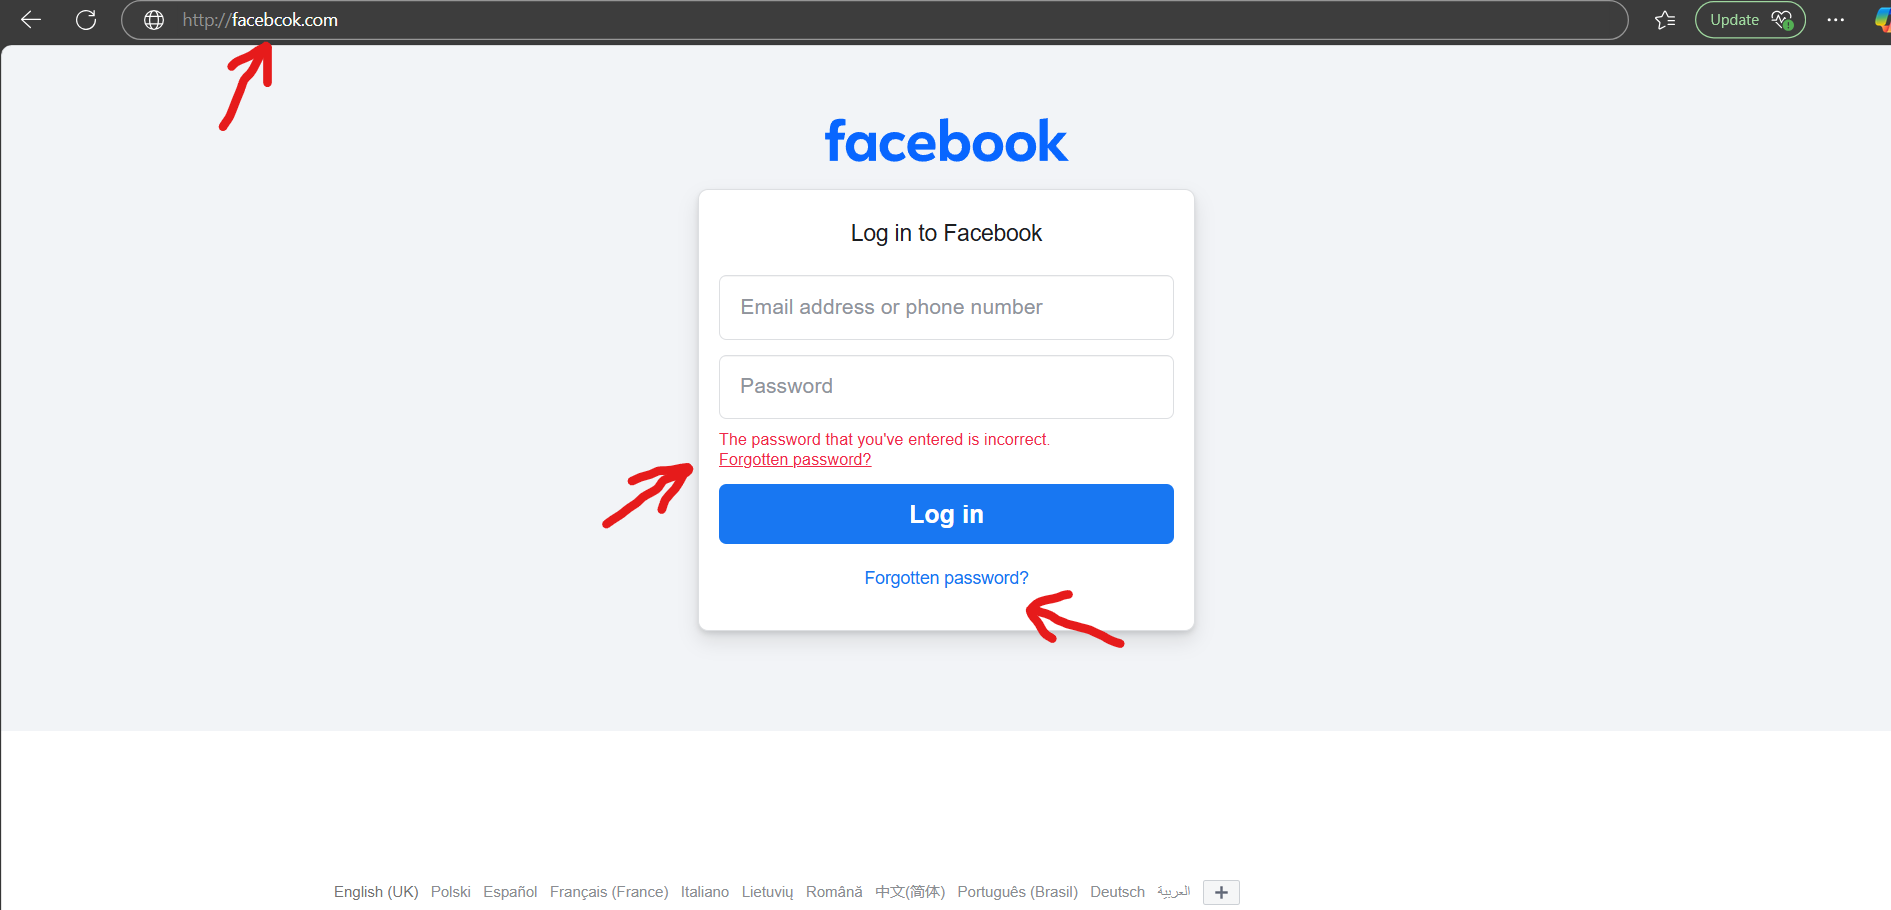 http://facebcok.com
Update
facebook
Log in to Facebook
Email address or phone number
Password
The password that you've entered is incorrect.
Forgotten password?
Log in
Forgotten password?
English (UK) Polski Español Français (France) Italiano Lietuvių Română 中文(简体) Português (Brasil) Deutsch العربية +